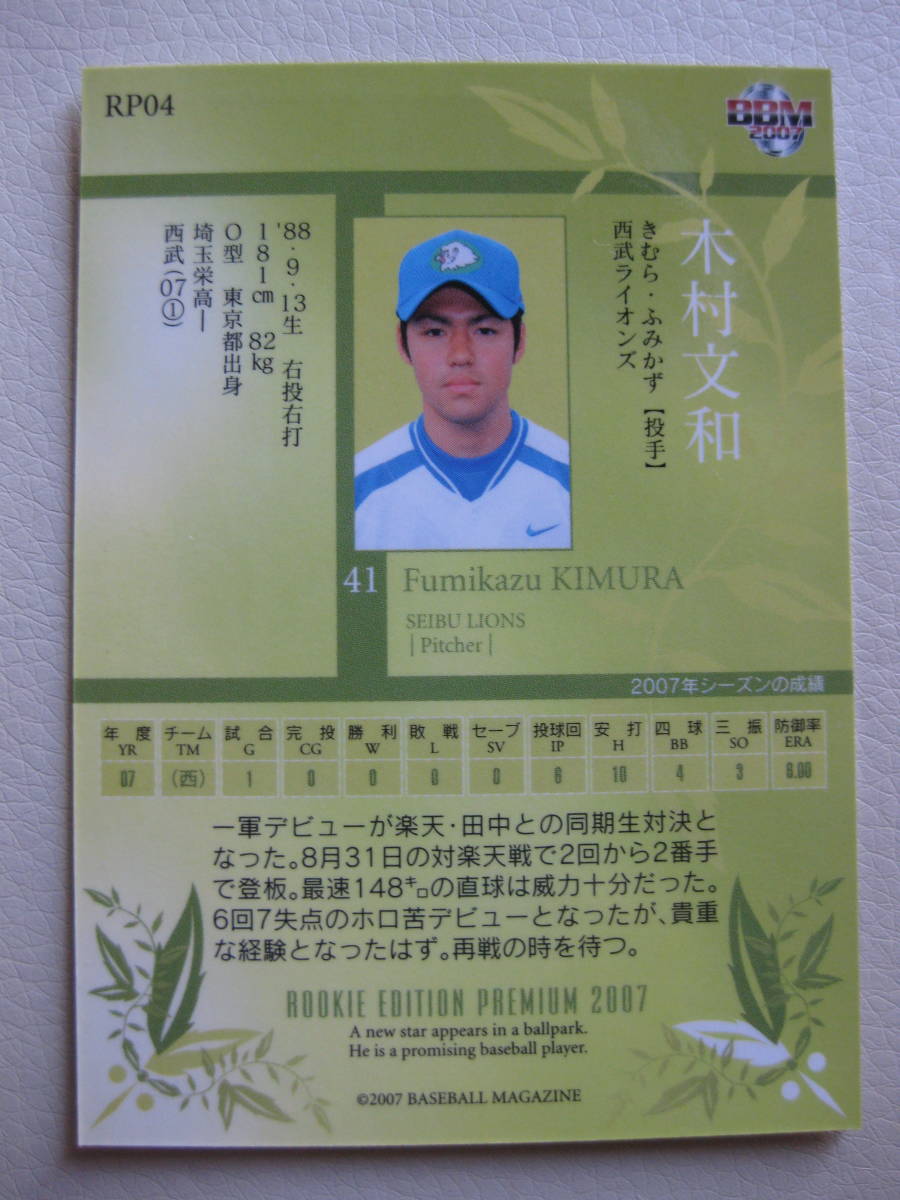 RP04
BBM
2007
木村文和
きむら・ふみかず【投手】
西武ライオンズ
'88・9・13生 右投右打
181㎝ 82㎏
O型 東京都出身
埼玉栄高―
西武(07①)
41
Fumikazu KIMURA
SEIBU LIONS
| Pitcher |
2007年シーズンの成績
年度 チーム 試合 完投 勝利 敗戦 セーブ 投球回 安打 四球 三振 防御率
YR TM G CG W L SV IP H BB SO ERA
07 (西) 1 0 0 0 0 6 10 4 3 6.00
一軍デビューが楽天・田中との同期生対決と
なった。8月31日の対楽天戦で2回から2番手
で登板。最速148㌔の直球は威力十分だった。
6回7失点のホロ苦デビューとなったが、貴重
な経験となったはず。再戦の時を待つ。
ROOKIE EDITION PREMIUM 2007
A new star appears in a ballpark.
He is a promising baseball player.
©2007 BASEBALL MAGAZINE